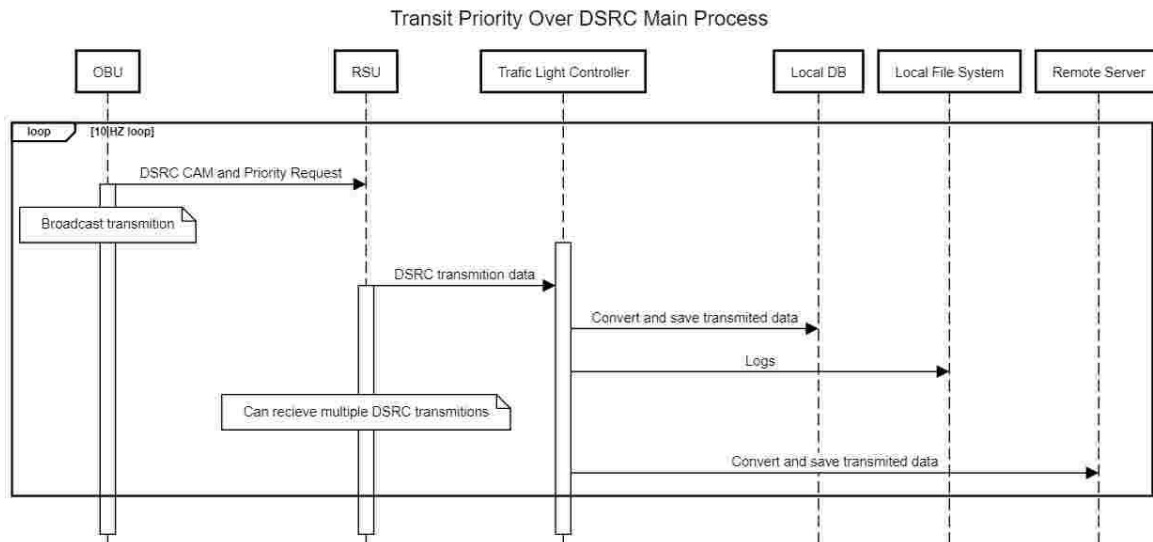 Transit Priority Over DSRC Main Process
OBU
RSU
Trafic Light Controller
Local DB
Local File System
Remote Server
loop
[10HZ loop]
DSRC CAM and Priority Request
Broadcast transmition
DSRC transmition data
Convert and save transmited data
Logs
Can recieve multiple DSRC transmitions
Convert and save transmited data